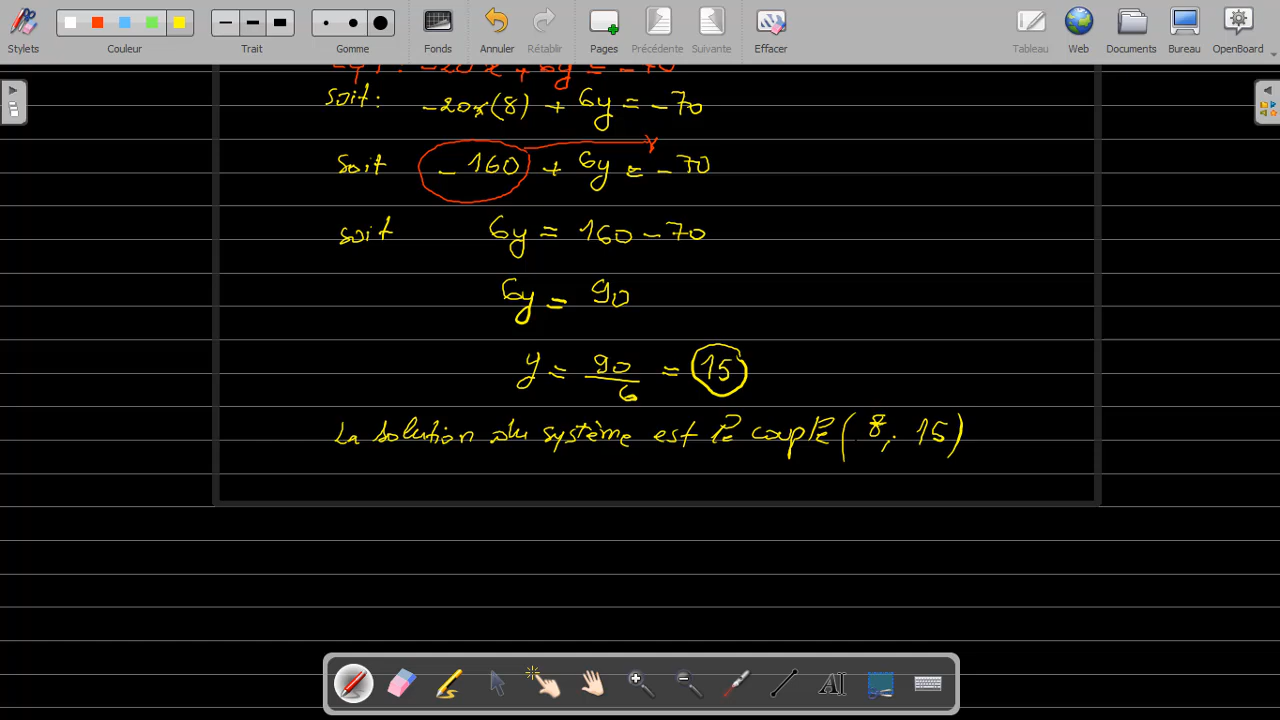 Stylets Couleur Trait Gomme Fonds Annuler Rétablir Pages Précédente Suivante Effacer Tableau Web Documents Bureau OpenBoard
soit: -20x(8) + 6y = -70
soit -160 + 6y = -70
soit 6y = 160 - 70
6y = 90
y = 90/6 = 15
La solution du système est le couple (8; 15)